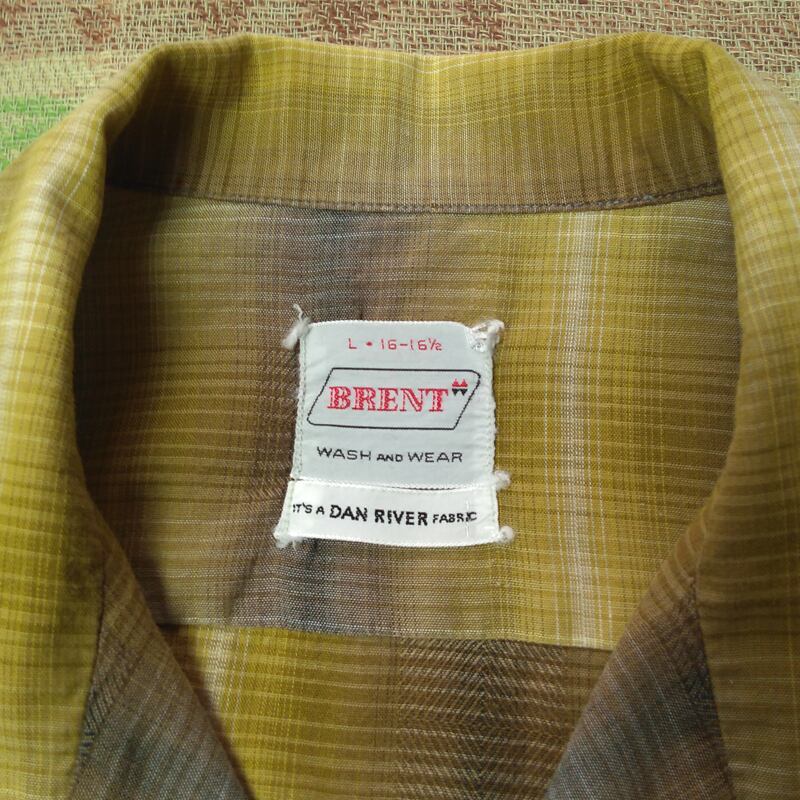 L • 16-16½
BRENT
WASH AND WEAR
IT'S A DAN RIVER FABRIC